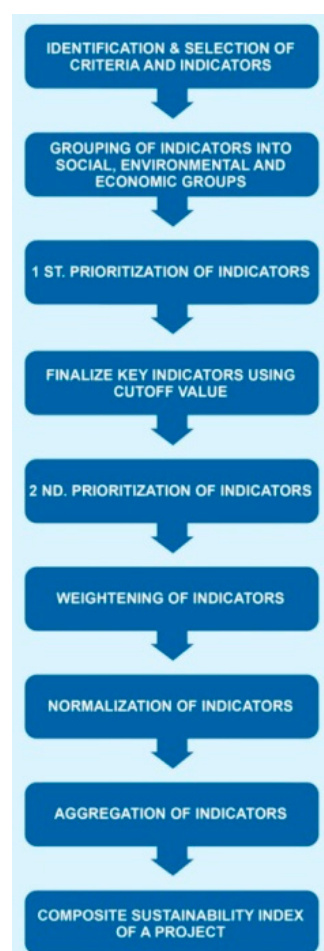 IDENTIFICATION & SELECTION OF
CRITERIA AND INDICATORS
GROUPING OF INDICATORS INTO
SOCIAL, ENVIRONMENTAL AND
ECONOMIC GROUPS
1 ST. PRIORITIZATION OF INDICATORS
FINALIZE KEY INDICATORS USING
CUTOFF VALUE
2 ND. PRIORITIZATION OF INDICATORS
WEIGHTENING OF INDICATORS
NORMALIZATION OF INDICATORS
AGGREGATION OF INDICATORS
COMPOSITE SUSTAINABILITY INDEX
OF A PROJECT